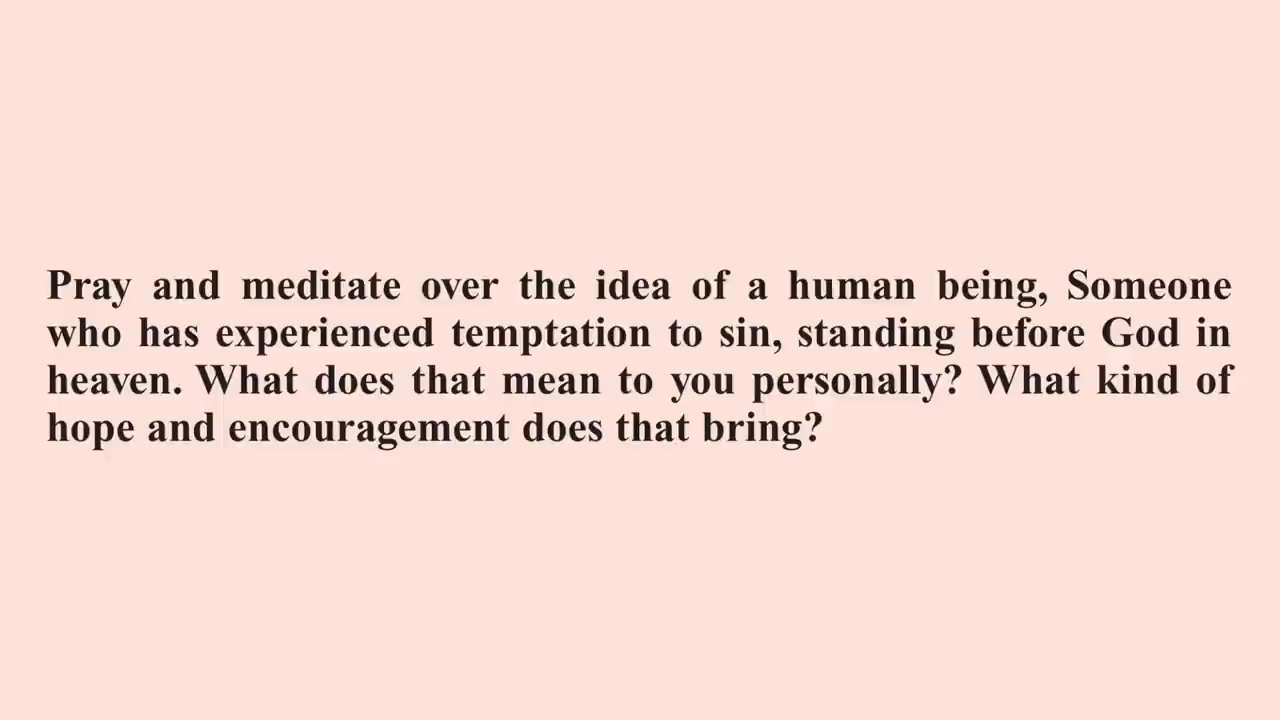 Pray and meditate over the idea of a human being, Someone
who has experienced temptation to sin, standing before God in
heaven. What does that mean to you personally? What kind of
hope and encouragement does that bring?